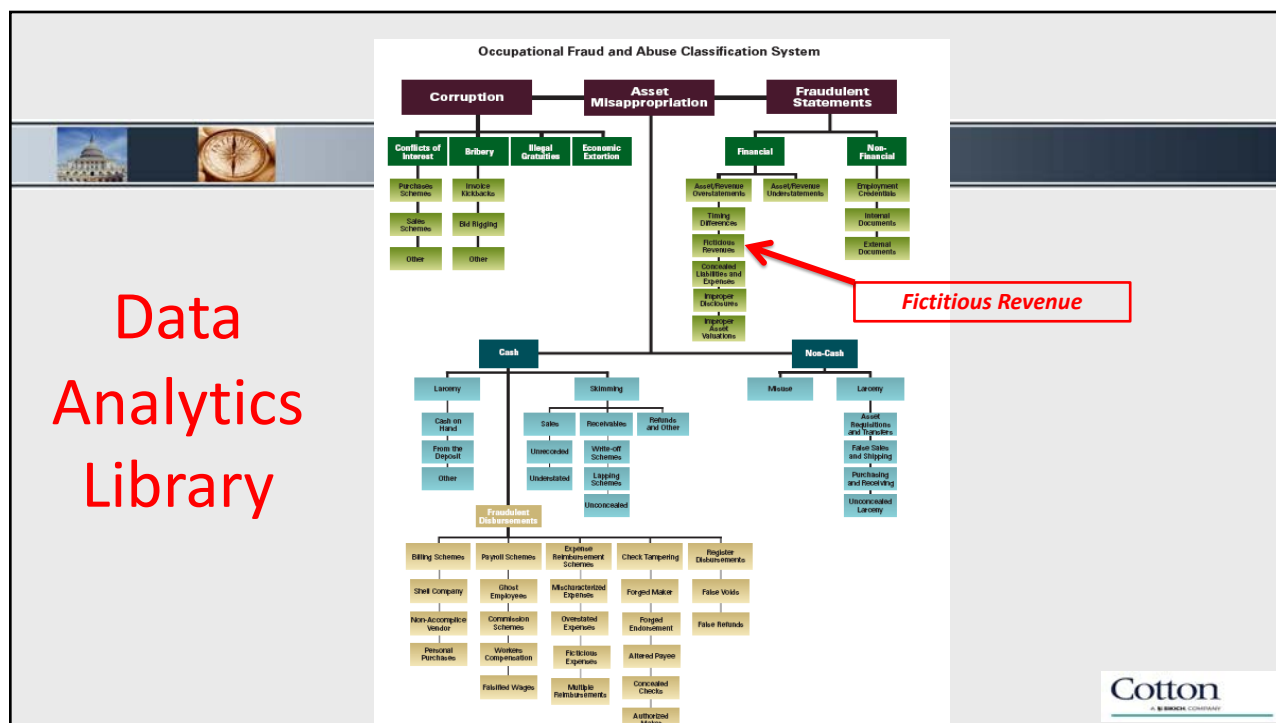 Occupational Fraud and Abuse Classification System
Corruption
Asset
Misappropriation
Fraudulent
Statements
Conflicts of
Interest
Bribery
Illegal
Gratuities
Economic
Extortion
Financial
Non-
Financial
Purchases
Schemes
Sales
Schemes
Other
Invoice
Kickbacks
Bid Rigging
Other
Asset/Revenue
Overstatements
Asset/Revenue
Understatements
Timing
Differences
Ficticious
Revenues
Concealed
Liabilities and
Expenses
Improper
Disclosures
Improper
Asset
Valuations
Employment
Credentials
Internal
Documents
External
Documents
Fictitious Revenue
Data
Analytics
Library
Cash
Non-Cash
Larceny
Cash on
Hand
From the
Deposit
Other
Skimming
Sales
Unrecorded
Understated
Receivables
Write-off
Schemes
Lapping
Schemes
Unconcealed
Refunds
and Other
Misuse
Larceny
Asset
Requisitions
and Transfers
False Sales
and Shipping
Purchasing
and Receiving
Unconcealed
Larceny
Fraudulent
Disbursements
Billing Schemes
Shell Company
Non-Accomplice
Vendor
Personal
Purchases
Payroll Schemes
Ghost
Employees
Commission
Schemes
Workers
Compensation
Falsified Wages
Expense
Reimbursement
Schemes
Mischaracterized
Expenses
Overstated
Expenses
Ficticious
Expenses
Multiple
Reimbursements
Check Tampering
Forged Maker
Forged
Endorsement
Altered Payee
Concealed
Checks
Authorized
Register
Disbursements
False Voids
False Refunds
Cotton
A SIKICH COMPANY